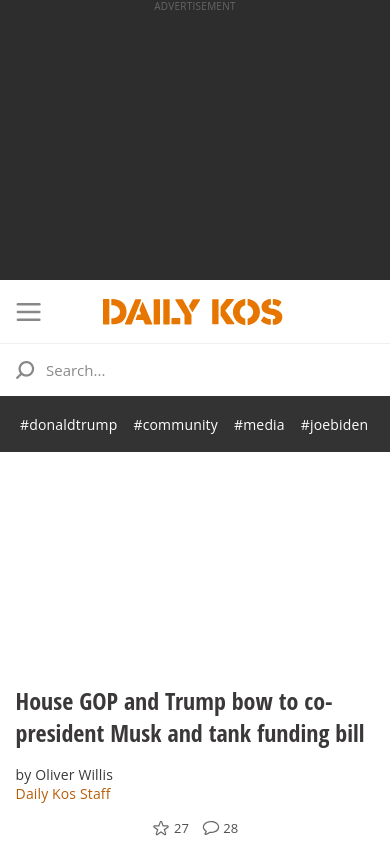 ADVERTISEMENT
DAILY KOS
Search...
#donaldtrump #community #media #joebiden
House GOP and Trump bow to co-
president Musk and tank funding bill
by Oliver Willis
Daily Kos Staff
27 28